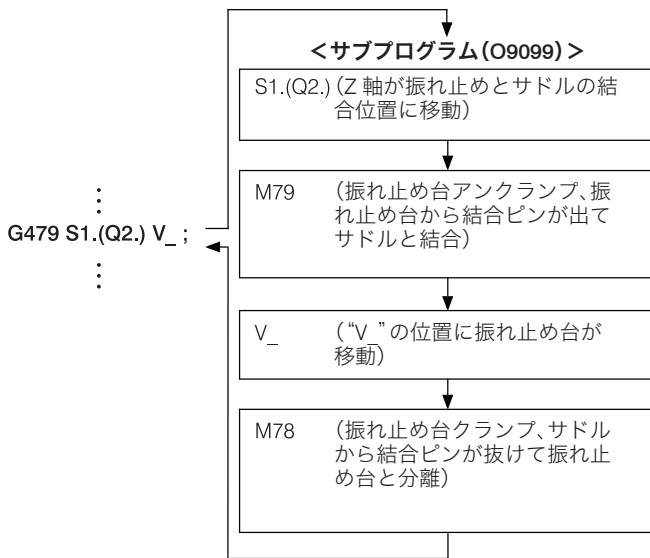 <サブプログラム(O9099)>
S1.(Q2.) (Z 軸が振れ止めとサドルの結
合位置に移動)
M79 (振れ止め台アンクランプ、振
れ止め台から結合ピンが出て
サドルと結合)
⋮
G479 S1.(Q2.) V_ ;
⋮
V_ (“V_”の位置に振れ止め台が
移動)
M78 (振れ止め台クランプ、サドル
から結合ピンが抜けて振れ止
め台と分離)